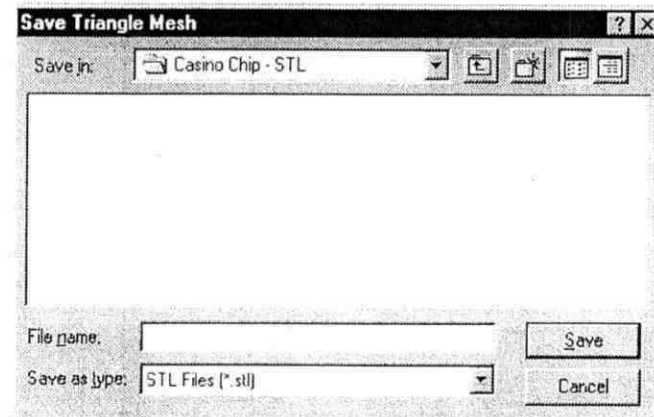 Save Triangle Mesh ? ×
Save in: Casino Chip - STL
File name:
Save
Save as type: STL Files (*.stl)
Cancel